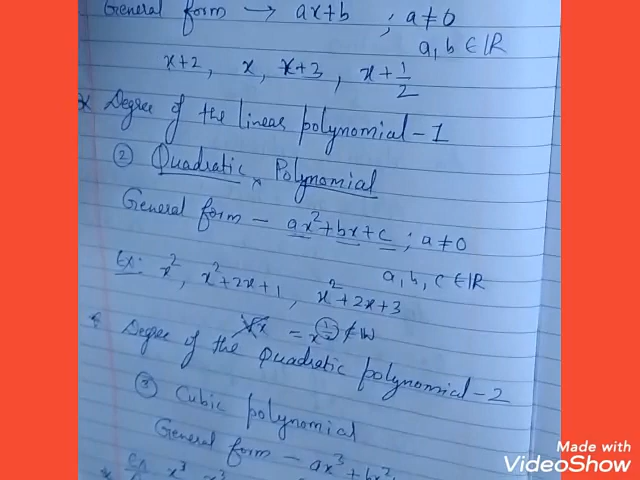 General form → ax+b ; a≠0
a, b ∈ IR
x+2, x, x+3, x+1/2
* Degree of the linear polynomial - 1
② Quadratic Polynomial
General form - ax²+bx+c ; a≠0
a, b, c ∈ IR
Ex: x², x²+2x+1, x²+2x+3
= x^(1/2) ∉ W
* Degree of the Quadratic polynomial - 2
③ Cubic polynomial
General form - ax³+bx²
Ex x³
Made with
VideoShow